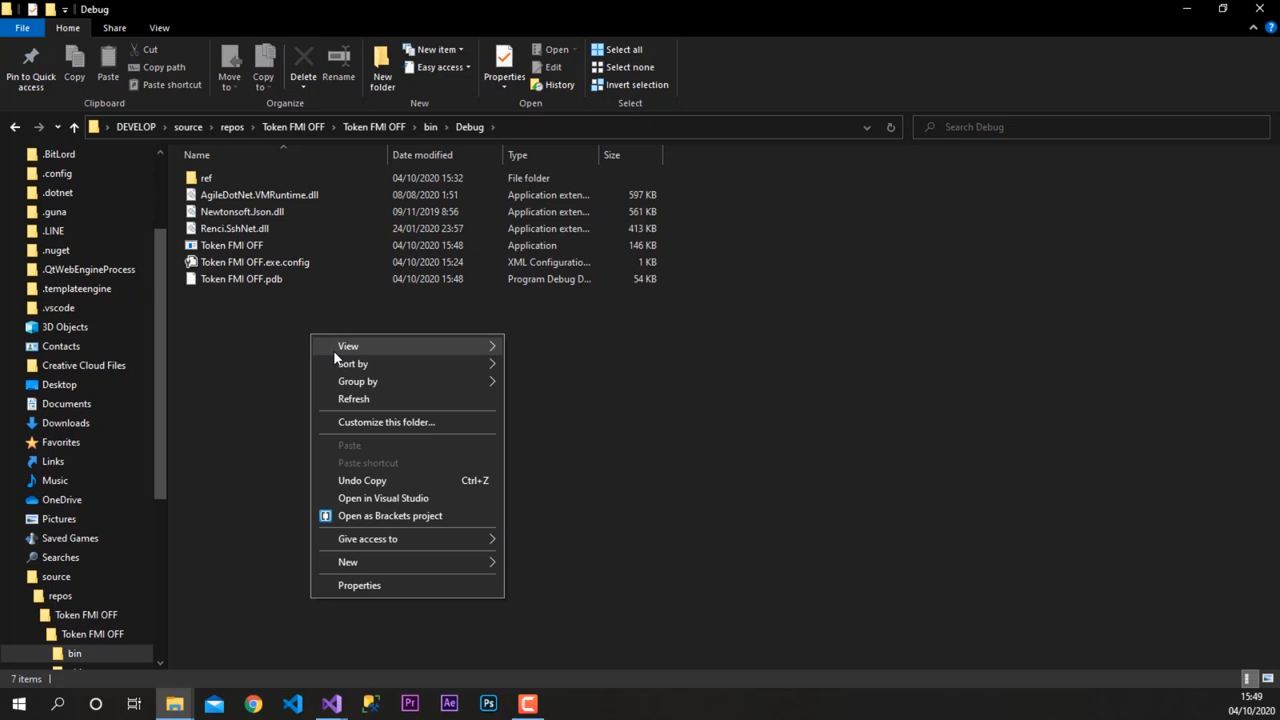 Debug
File Home Share View
Pin to Quick access
Copy
Paste
Cut
Copy path
Paste shortcut
Clipboard
Move to
Copy to
Delete
Rename
Organize
New folder
New item
Easy access
New
Properties
Open
Edit
History
Open
Select all
Select none
Invert selection
Select
DEVELOP > source > repos > Token FMI OFF > Token FMI OFF > bin > Debug >
Search Debug
Name Date modified Type Size
ref 04/10/2020 15:32 File folder
AgileDotNet.VMRuntime.dll 08/08/2020 1:51 Application exten... 597 KB
Newtonsoft.Json.dll 09/11/2019 8:56 Application exten... 561 KB
Renci.SshNet.dll 24/01/2020 23:57 Application exten... 413 KB
Token FMI OFF 04/10/2020 15:48 Application 146 KB
Token FMI OFF.exe.config 04/10/2020 15:24 XML Configuratio... 1 KB
Token FMI OFF.pdb 04/10/2020 15:48 Program Debug D... 54 KB
.BitLord
.config
.dotnet
.guna
.LINE
.nuget
.QtWebEngineProcess
.templateengine
.vscode
3D Objects
Contacts
Creative Cloud Files
Desktop
Documents
Downloads
Favorites
Links
Music
OneDrive
Pictures
Saved Games
Searches
source
repos
Token FMI OFF
Token FMI OFF
bin
View
Sort by
Group by
Refresh
Customize this folder...
Paste
Paste shortcut
Undo Copy Ctrl+Z
Open in Visual Studio
Open as Brackets project
Give access to
New
Properties
7 items
Pr Ae Ps
15:49
04/10/2020